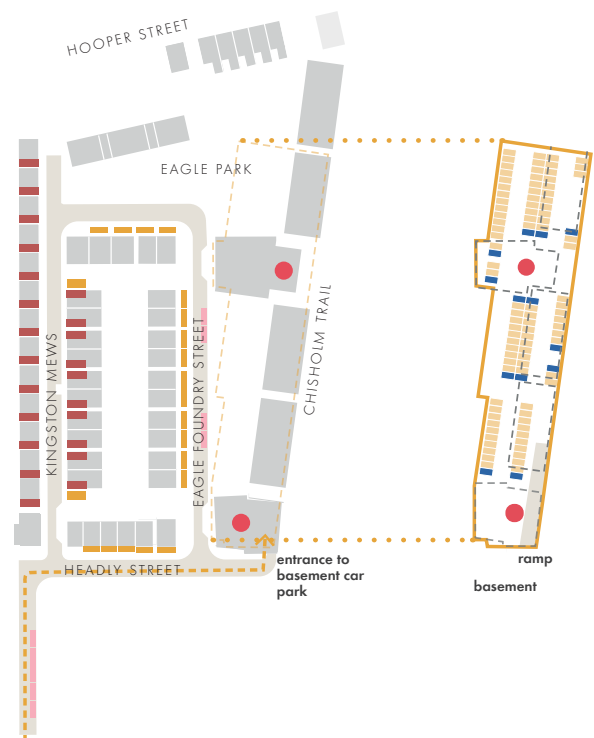 HOOPER STREET
EAGLE PARK
CHISHOLM TRAIL
KINGSTON MEWS
EAGLE FOUNDRY STREET
HEADLY STREET
entrance to
basement car
park
ramp
basement